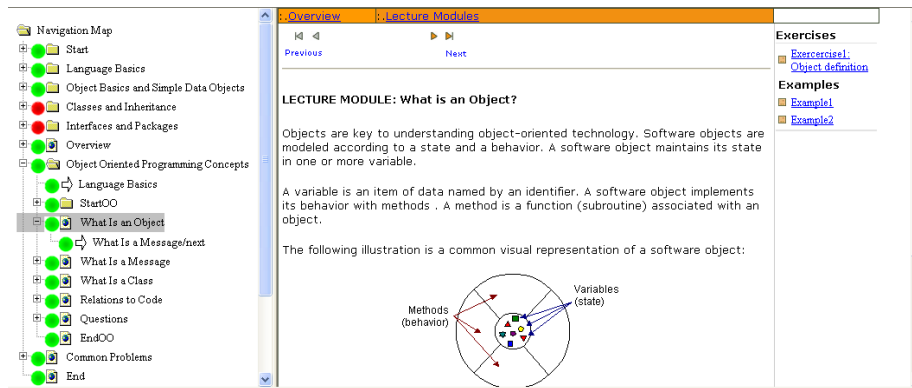 Navigation Map
Start
Language Basics
Object Basics and Simple Data Objects
Classes and Inheritance
Interfaces and Packages
Overview
Object Oriented Programming Concepts
Language Basics
StartOO
What Is an Object
What Is a Message/next
What Is a Message
What Is a Class
Relations to Code
Questions
EndOO
Common Problems
End
:.Overview :.Lecture Modules
Previous Next
LECTURE MODULE: What is an Object?
Objects are key to understanding object-oriented technology. Software objects are
modeled according to a state and a behavior. A software object maintains its state
in one or more variable.
A variable is an item of data named by an identifier. A software object implements
its behavior with methods . A method is a function (subroutine) associated with an
object.
The following illustration is a common visual representation of a software object:
Methods
(behavior)
Variables
(state)
Exercises
Exercercise1:
Object definition
Examples
Example1
Example2